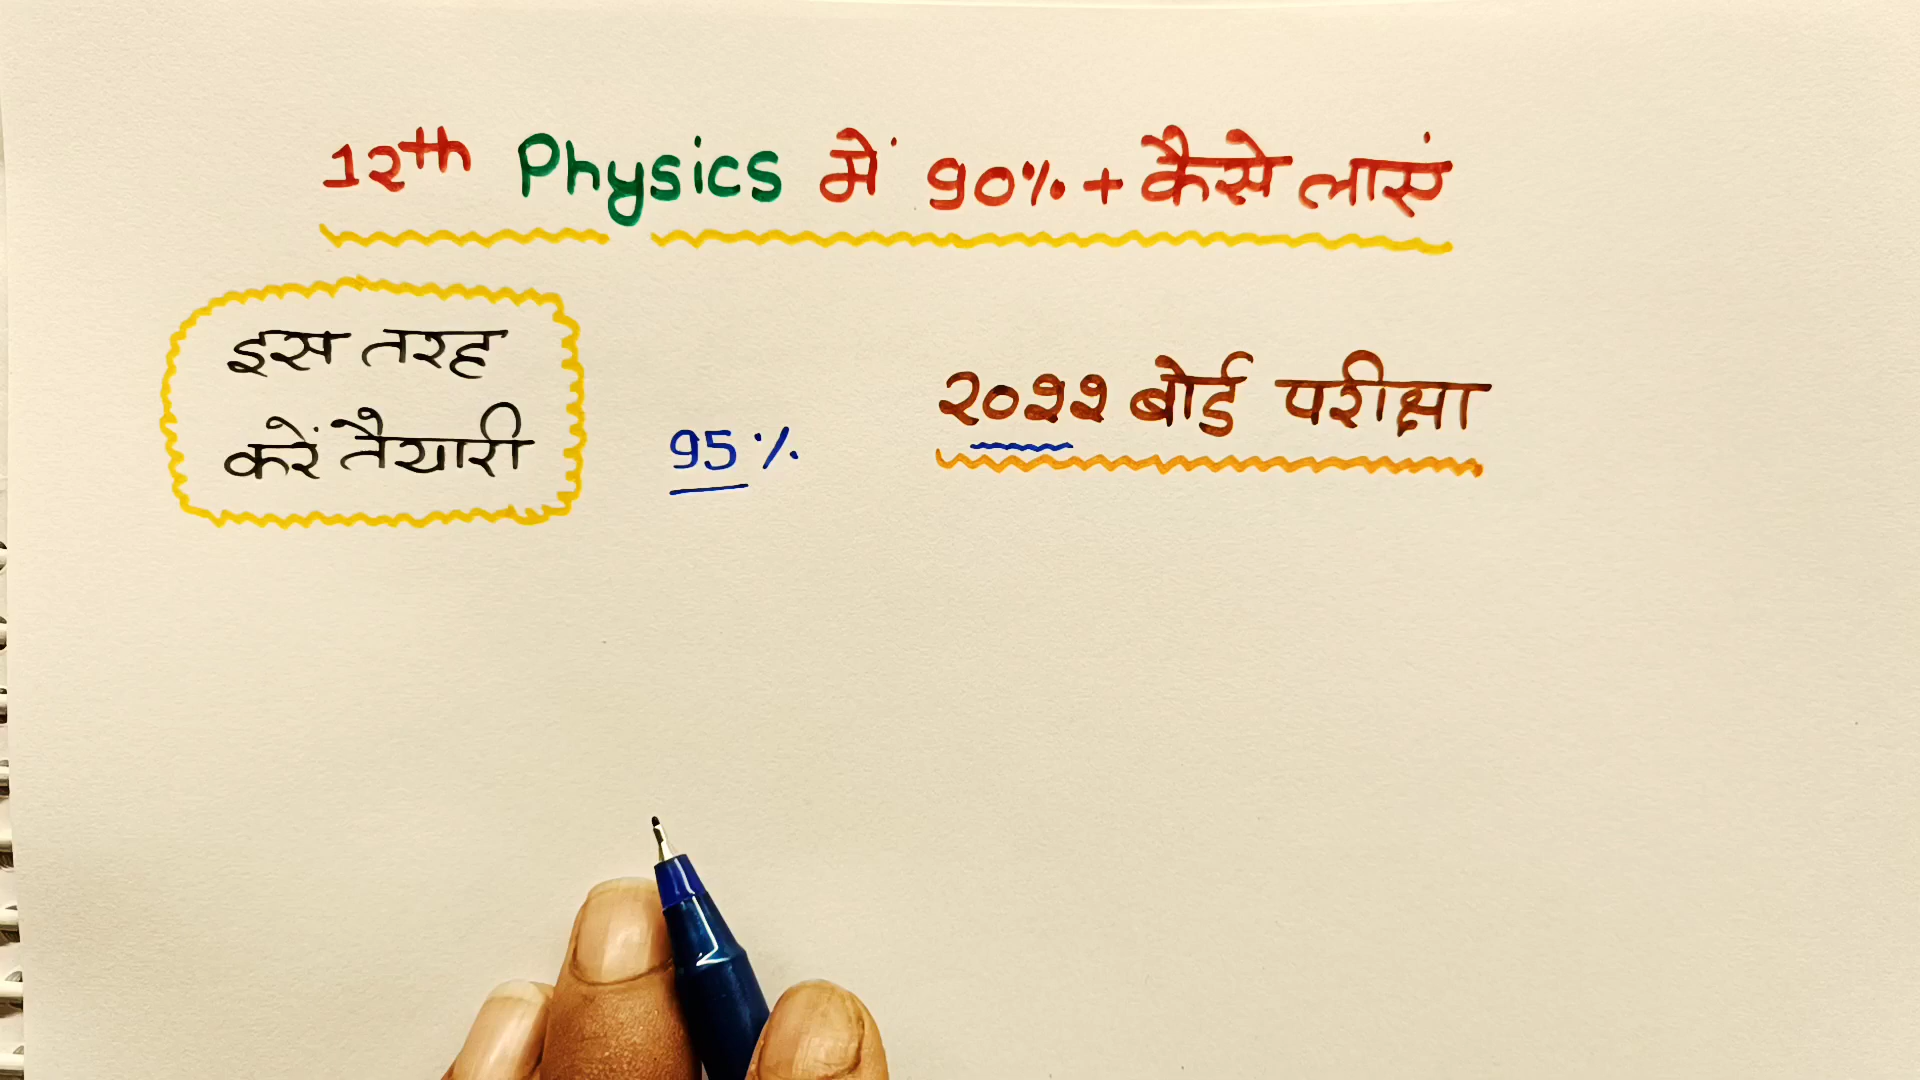 12th Physics में 90% + कैसे लाएं
इस तरह
करें तैयारी
95%
2022 बोर्ड परीक्षा